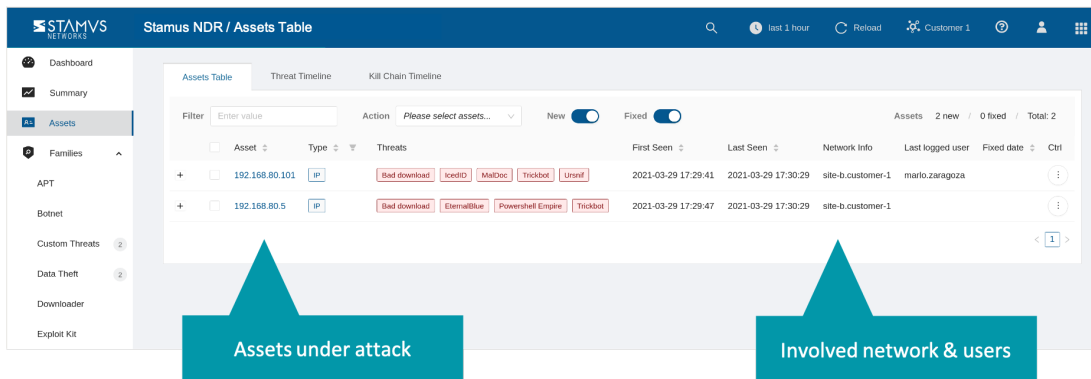 STAMVS
NETWORKS
Stamus NDR / Assets Table
last 1 hour
Reload
Customer 1
Dashboard
Summary
Assets
Families
APT
Botnet
Custom Threats 2
Data Theft 2
Downloader
Exploit Kit
Assets Table Threat Timeline Kill Chain Timeline
Filter Enter value Action Please select assets... New Fixed Assets 2 new / 0 fixed / Total: 2
Asset Type Threats First Seen Last Seen Network Info Last logged user Fixed date Ctrl
+ 192.168.80.101 IP Bad download IcedID MalDoc Trickbot Ursnif 2021-03-29 17:29:41 2021-03-29 17:30:29 site-b.customer-1 marlo.zaragoza
+ 192.168.80.5 IP Bad download EternalBlue Powershell Empire Trickbot 2021-03-29 17:29:47 2021-03-29 17:30:29 site-b.customer-1
< 1 >
Assets under attack
Involved network & users